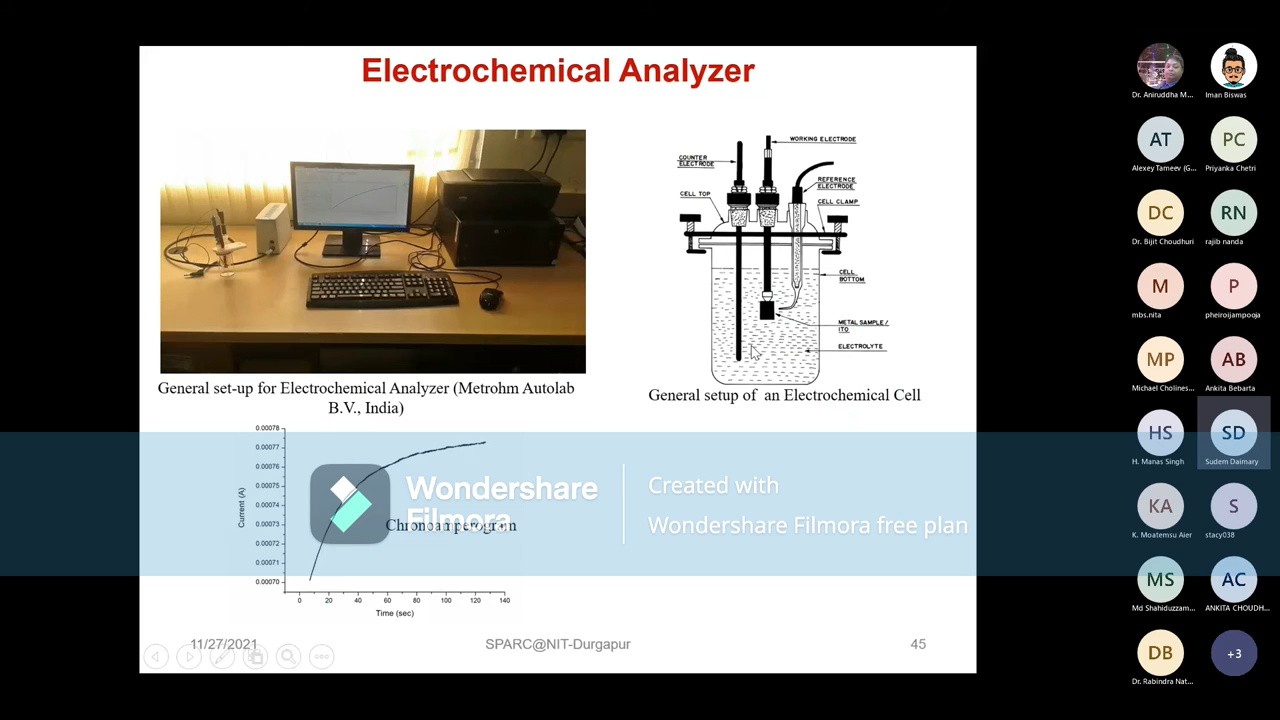 Electrochemical Analyzer
WORKING ELECTRODE
COUNTER
ELECTRODE
REFERENCE
ELECTRODE
CELL TOP
CELL CLAMP
CELL
BOTTOM
METAL SAMPLE/
ITO
ELECTROLYTE
General set-up for Electrochemical Analyzer (Metrohm Autolab
B.V., India)
General setup of an Electrochemical Cell
0.00078
0.00077
0.00076
0.00075
0.00074
0.00073
0.00072
0.00071
0.00070
Current (A)
Chronoamperogram
0 20 40 60 80 100 120 140
Time (sec)
Wondershare
Filmora
Created with
Wondershare Filmora free plan
11/27/2021
SPARC@NIT-Durgapur
45
Dr. Aniruddha M...
Iman Biswas
AT
PC
Alexey Tameev (G...
Priyanka Chetri
DC
RN
Dr. Bijit Choudhuri
rajib nanda
M
P
mbs.nita
pheiroijampooja
MP
AB
Michael Cholines...
Ankita Bebarta
HS
SD
H. Manas Singh
Sudem Daimary
KA
S
K. Moatemsu Aier
stacy038
MS
AC
Md Shahiduzzam...
ANKITA CHOUDH...
DB
+3
Dr. Rabindra Nat...